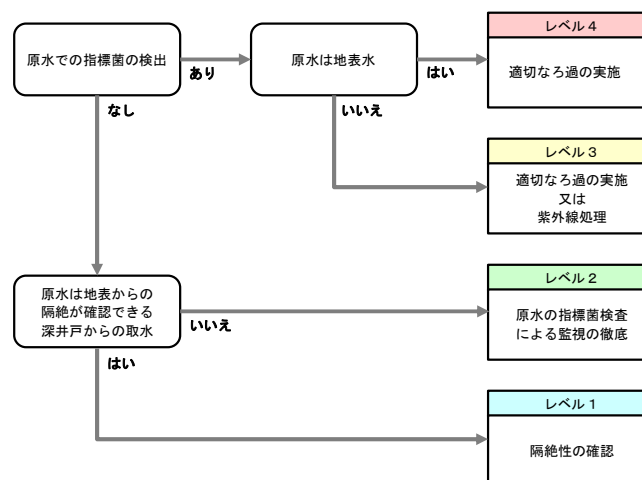 原水での指標菌の検出
あり
なし
原水は地表水
はい
いいえ
レベル４
適切なろ過の実施
レベル３
適切なろ過の実施
又は
紫外線処理
原水は地表からの
隔絶が確認できる
深井戸からの取水
いいえ
はい
レベル２
原水の指標菌検査
による監視の徹底
レベル１
隔絶性の確認